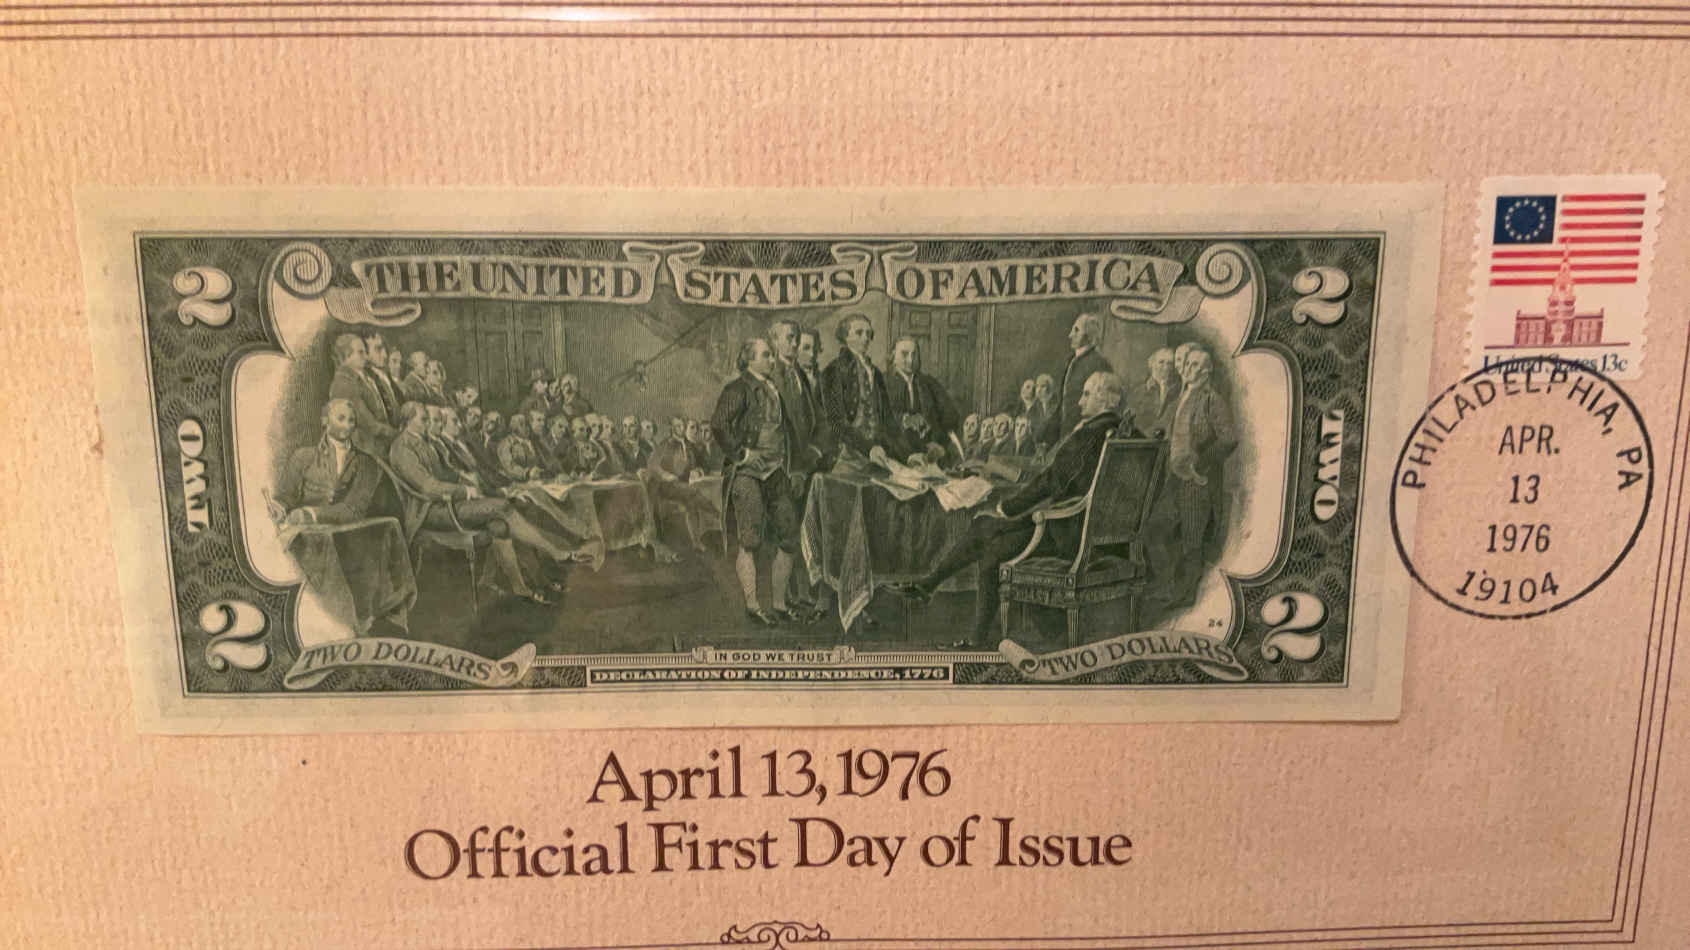 THE UNITED STATES OF AMERICA
2
2
TWO
TWO
2
2
TWO DOLLARS
IN GOD WE TRUST
TWO DOLLARS
24
DECLARATION OF INDEPENDENCE, 1776
United States 13c
PHILADELPHIA, PA
APR.
13
1976
19104
April 13, 1976
Official First Day of Issue